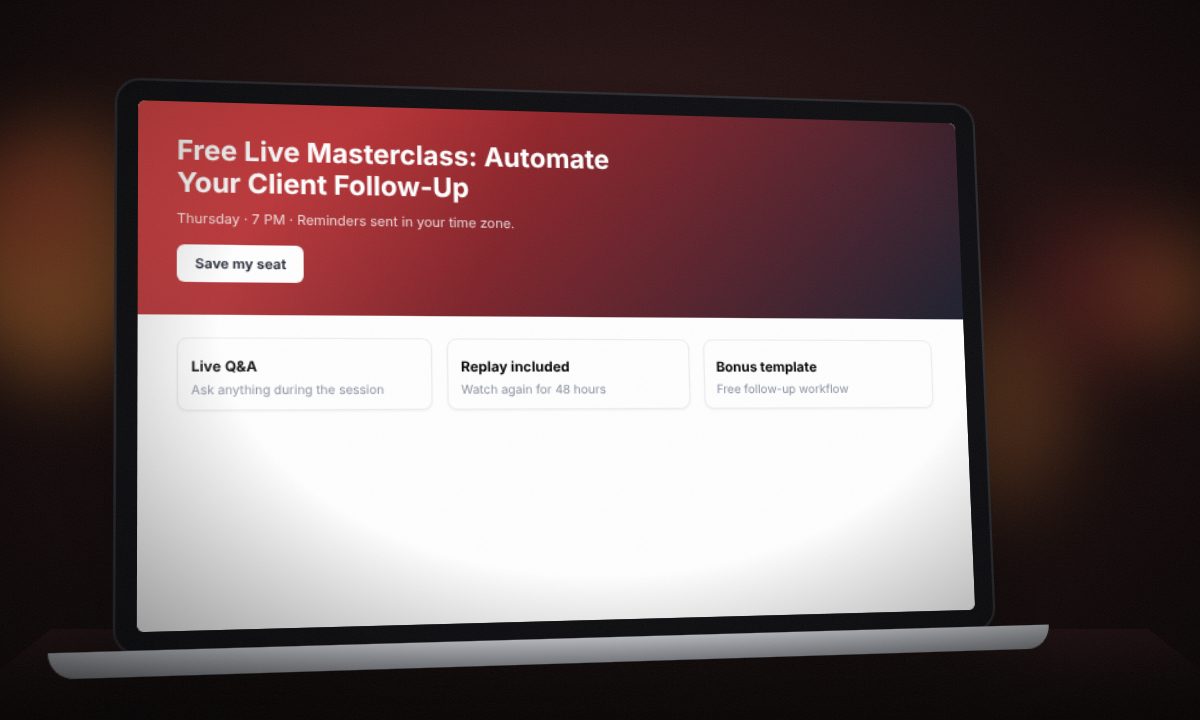 Free Live Masterclass: Automate
Your Client Follow-Up
Thursday · 7 PM · Reminders sent in your time zone.
Save my seat
Live Q&A
Ask anything during the session
Replay included
Watch again for 48 hours
Bonus template
Free follow-up workflow